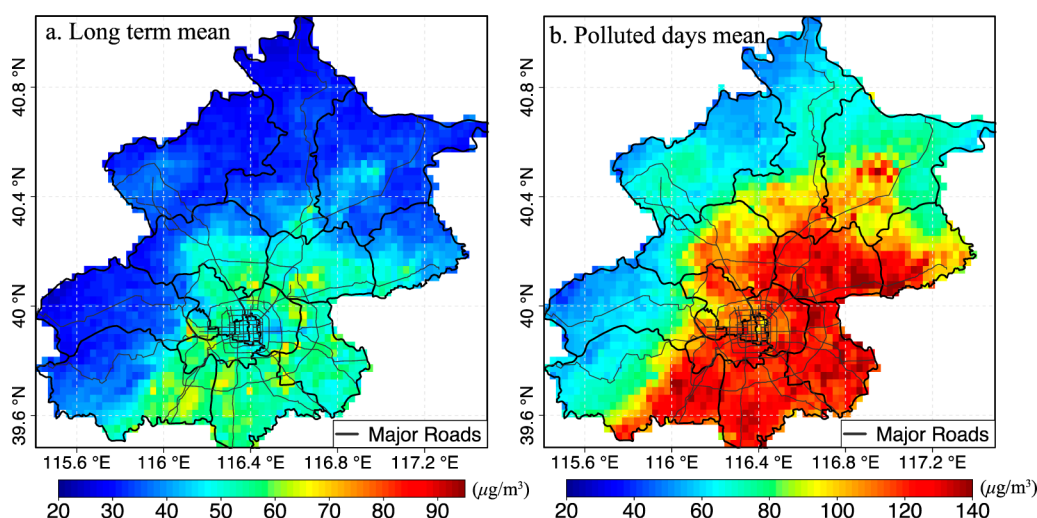 a. Long term mean
b. Polluted days mean
40.8 °N
40.4 °N
40 °N
39.6 °N
40.8 °N
40.4 °N
40 °N
39.6 °N
Major Roads
Major Roads
115.6 °E 116 °E 116.4 °E 116.8 °E 117.2 °E
115.6 °E 116 °E 116.4 °E 116.8 °E 117.2 °E
20 30 40 50 60 70 80 90 (μg/m³)
20 40 60 80 100 120 140 (μg/m³)